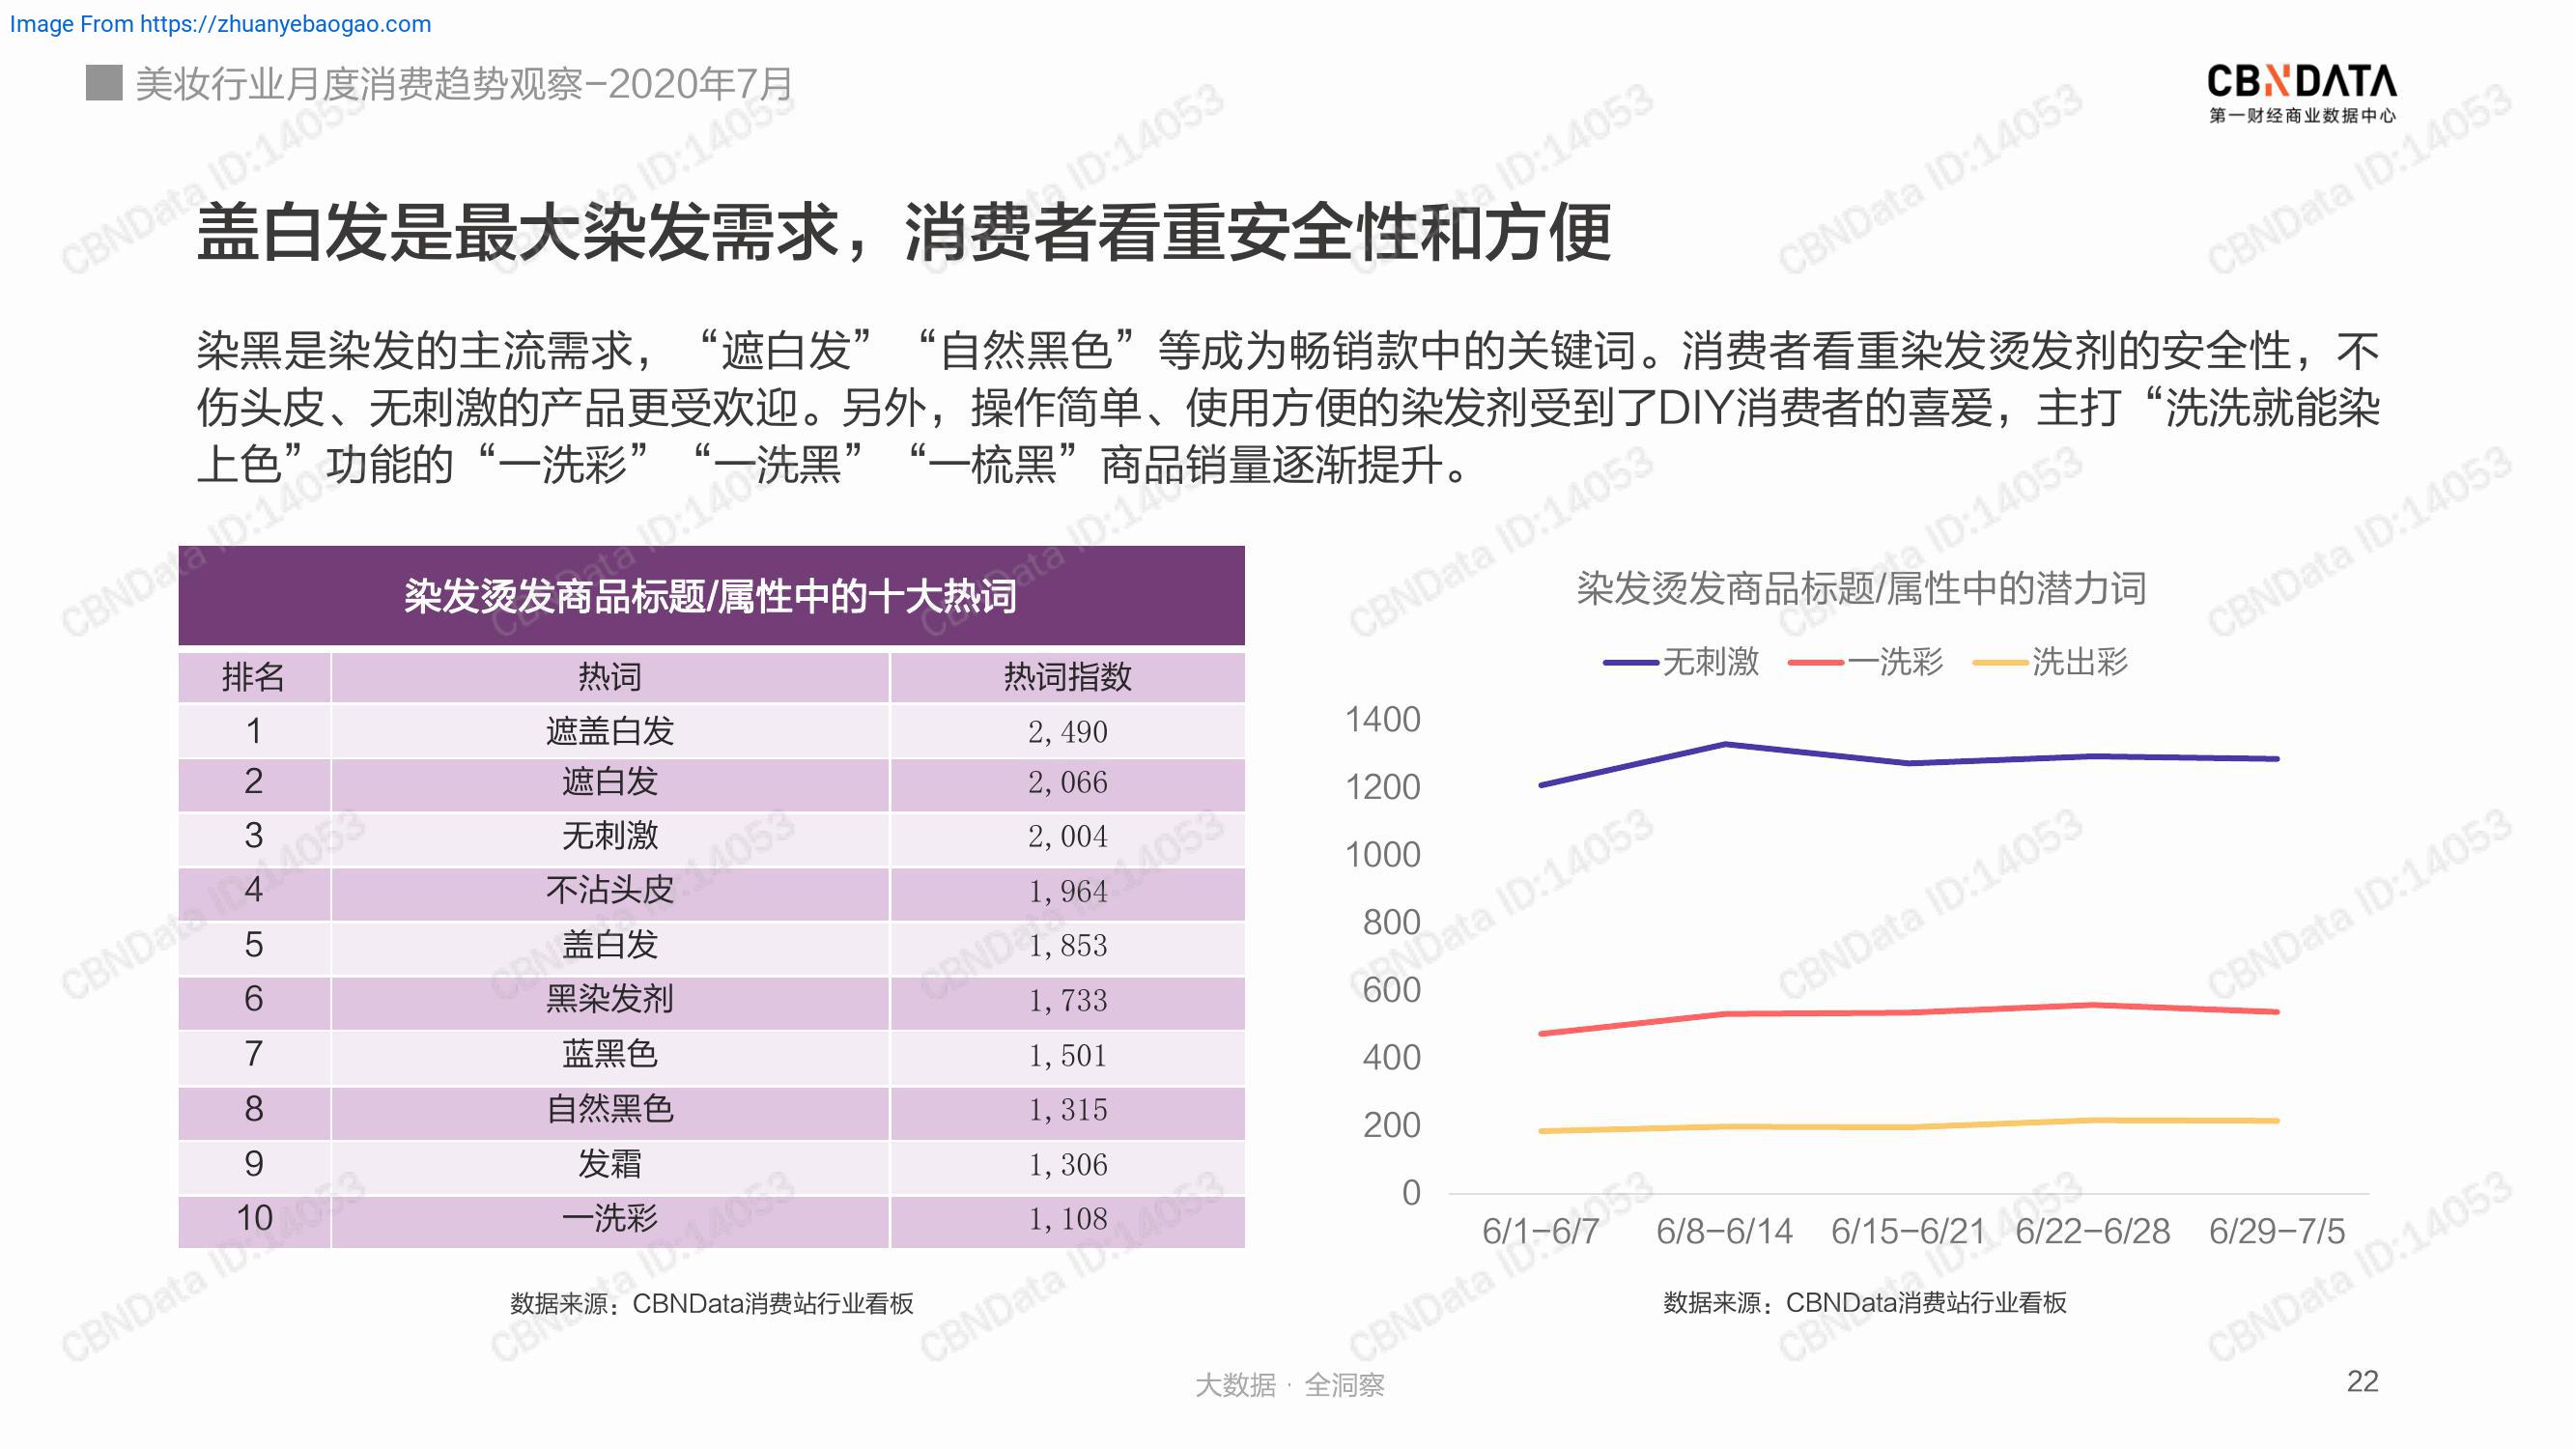 Image From https://zhuanyebaogao.com
美妆行业月度消费趋势观察-2020年7月
CBNDATA
第一财经商业数据中心
盖白发是最大染发需求，消费者看重安全性和方便
染黑是染发的主流需求，“遮白发”“自然黑色”等成为畅销款中的关键词。消费者看重染发烫发剂的安全性，不
伤头皮、无刺激的产品更受欢迎。另外，操作简单、使用方便的染发剂受到了DIY消费者的喜爱，主打“洗洗就能染
上色”功能的“一洗彩”“一洗黑”“一梳黑”商品销量逐渐提升。
染发烫发商品标题/属性中的十大热词
排名 热词 热词指数
1 遮盖白发 2,490
2 遮白发 2,066
3 无刺激 2,004
4 不沾头皮 1,964
5 盖白发 1,853
6 黑染发剂 1,733
7 蓝黑色 1,501
8 自然黑色 1,315
9 发霜 1,306
10 一洗彩 1,108
数据来源：CBNData消费站行业看板
染发烫发商品标题/属性中的潜力词
无刺激 一洗彩 洗出彩
1400
1200
1000
800
600
400
200
0
6/1-6/7 6/8-6/14 6/15-6/21 6/22-6/28 6/29-7/5
数据来源：CBNData消费站行业看板
大数据 · 全洞察
22
CBNData ID:14053